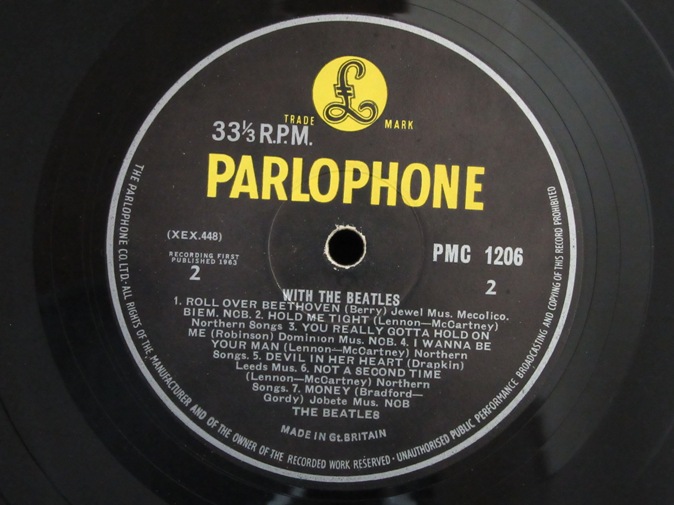 £
TRADE MARK
33⅓ R.P.M.
PARLOPHONE
(XEX.448)
PMC 1206
RECORDING FIRST
PUBLISHED 1963
2
2
WITH THE BEATLES
1. ROLL OVER BEETHOVEN (Berry) Jewel Mus. Mecolico.
BIEM. NCB. 2. HOLD ME TIGHT (Lennon—McCartney)
Northern Songs 3. YOU REALLY GOTTA HOLD ON
ME (Robinson) Dominion Mus. NCB. 4. I WANNA BE
YOUR MAN (Lennon—McCartney) Northern
Songs. 5. DEVIL IN HER HEART (Drapkin)
Leeds Mus. 6. NOT A SECOND TIME
(Lennon—McCartney) Northern
Songs. 7. MONEY (Bradford—
Gordy) Jobete Mus. NCB
THE BEATLES
MADE IN Gt. BRITAIN
THE PARLOPHONE CO. LTD.·ALL RIGHTS OF THE MANUFACTURER AND OF THE OWNER OF THE RECORDED WORK RESERVED · UNAUTHORISED PUBLIC PERFORMANCE BROADCASTING AND COPYING OF THIS RECORD PROHIBITED